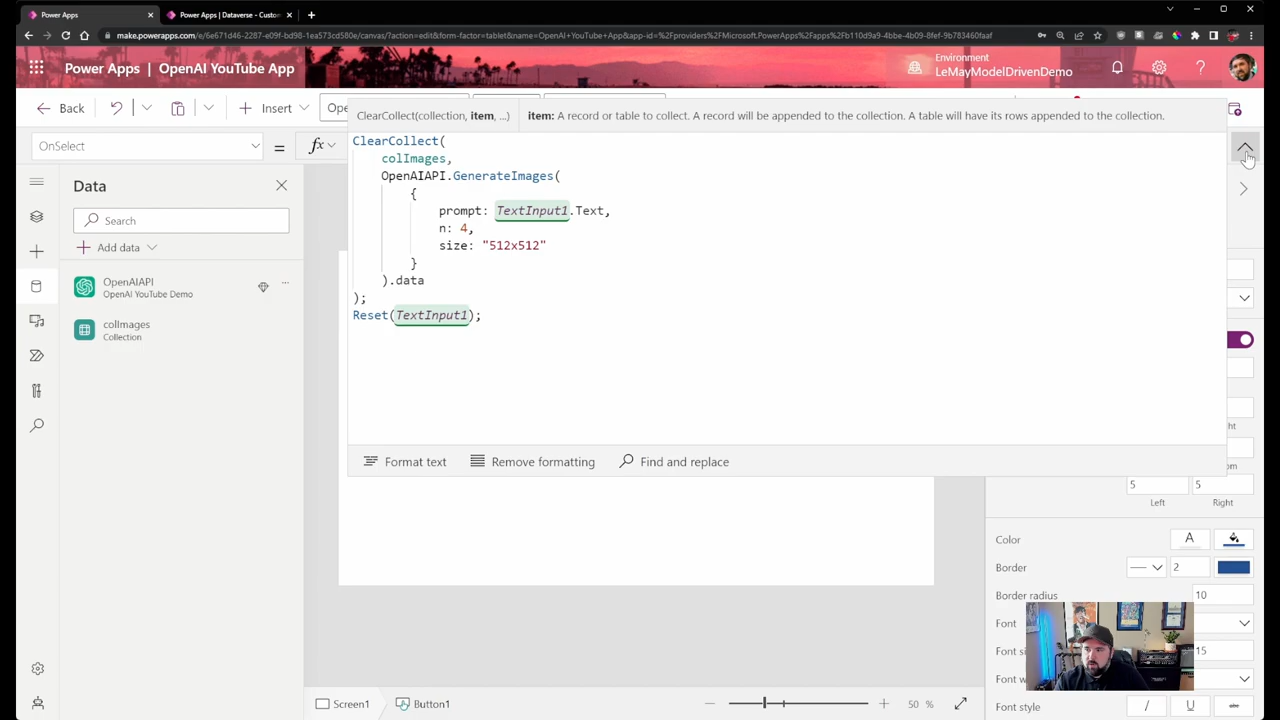 Power Apps
Power Apps | Dataverse - Custom
make.powerapps.com/e/6e671d46-2287-e09f-bd98-1ea573cd580e/canvas/?action=edit&form-factor=tablet&name=OpenAI+YouTube+App&app-id=%2Fproviders%2FMicrosoft.PowerApps%2Fapps%2Fb110d9a9-4bbe-4b09-8fef-9b783460faaf
Power Apps | OpenAI YouTube App
Environment
LeMayModelDrivenDemo
Back
Insert
Ope
ClearCollect(collection, item, ...)
item: A record or table to collect. A record will be appended to the collection. A table will have its rows appended to the collection.
OnSelect
=
fx
ClearCollect(
colImages,
OpenAIAPI.GenerateImages(
{
prompt: TextInput1.Text,
n: 4,
size: "512x512"
}
).data
);
Reset(TextInput1);
Format text
Remove formatting
Find and replace
Data
Search
Add data
OpenAIAPI
OpenAI YouTube Demo
...
colImages
Collection
5
5
Left
Right
Color
A
Border
2
Border radius
10
Font
Font si
15
Font w
Font style
/
U
abc
Screen1
Button1
50 %